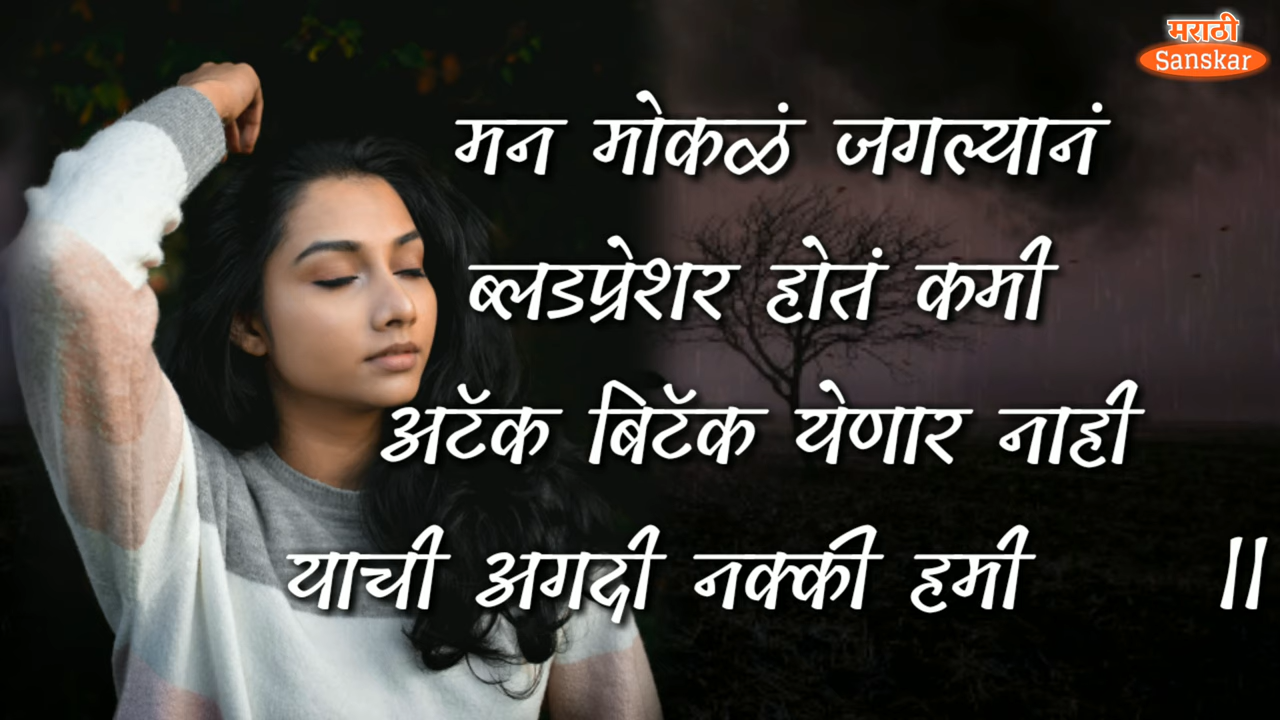 मराठी
Sanskar
मन मोकळं जगल्यानं
ब्लडप्रेशर होतं कमी
अटॅक बिटॅक येणार नाही
याची अगदी नक्की हमी ||